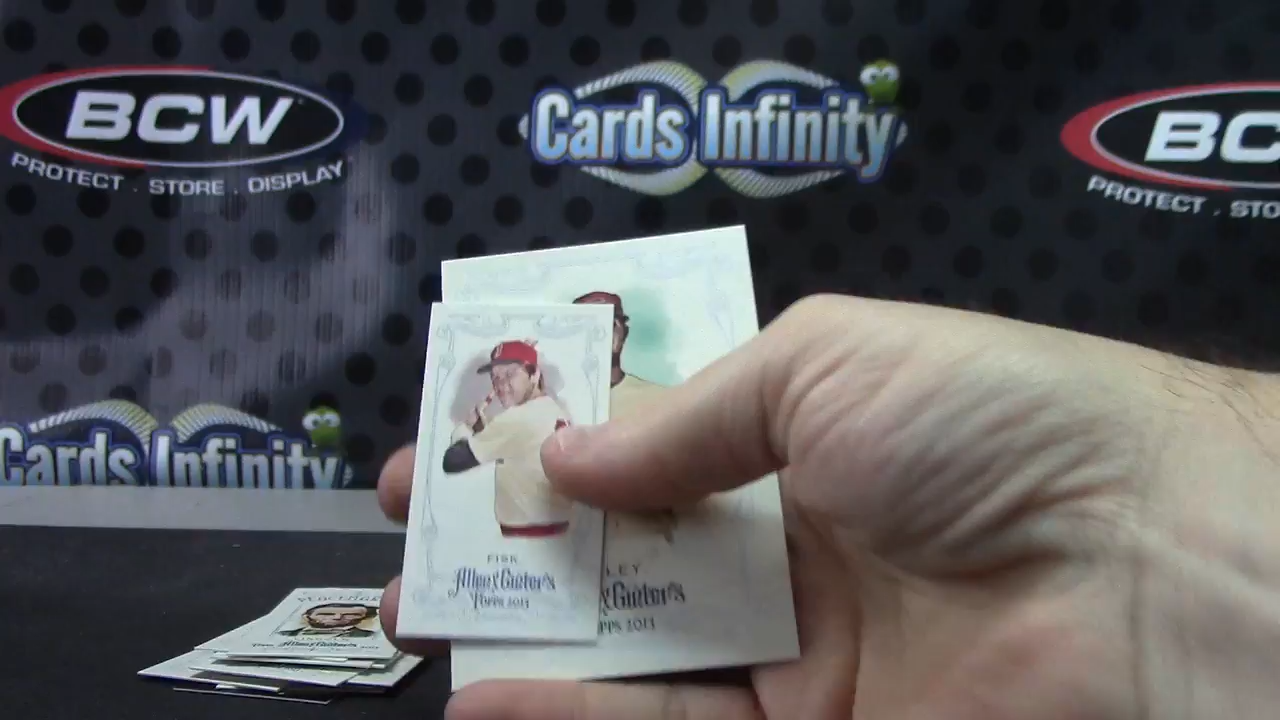 BCW
PROTECT . STORE . DISPLAY
Cards Infinity
BC
PROTECT . STO
Cards Infinity
FISK
Allen & Ginter's
TOPPS 2013
LEY
& Ginter's
PPS 2013